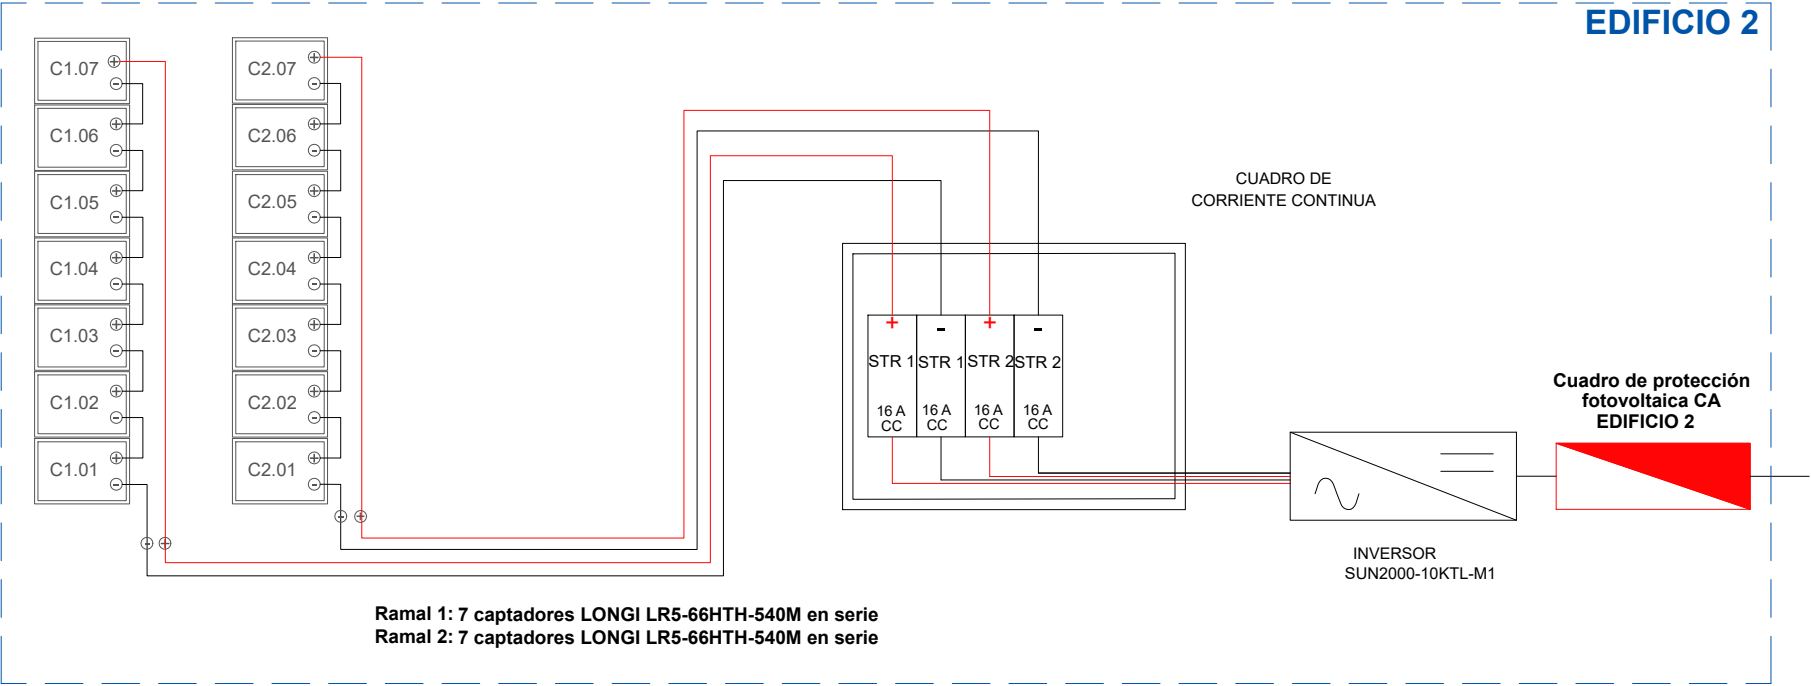 EDIFICIO 2
C1.07
C1.06
C1.05
C1.04
C1.03
C1.02
C1.01
C2.07
C2.06
C2.05
C2.04
C2.03
C2.02
C2.01
CUADRO DE
CORRIENTE CONTINUA
+ - + -
STR 1 STR 1 STR 2 STR 2
16 A 16 A 16 A 16 A
CC CC CC CC
Cuadro de protección
fotovoltaica CA
EDIFICIO 2
INVERSOR
SUN2000-10KTL-M1
Ramal 1: 7 captadores LONGI LR5-66HTH-540M en serie
Ramal 2: 7 captadores LONGI LR5-66HTH-540M en serie